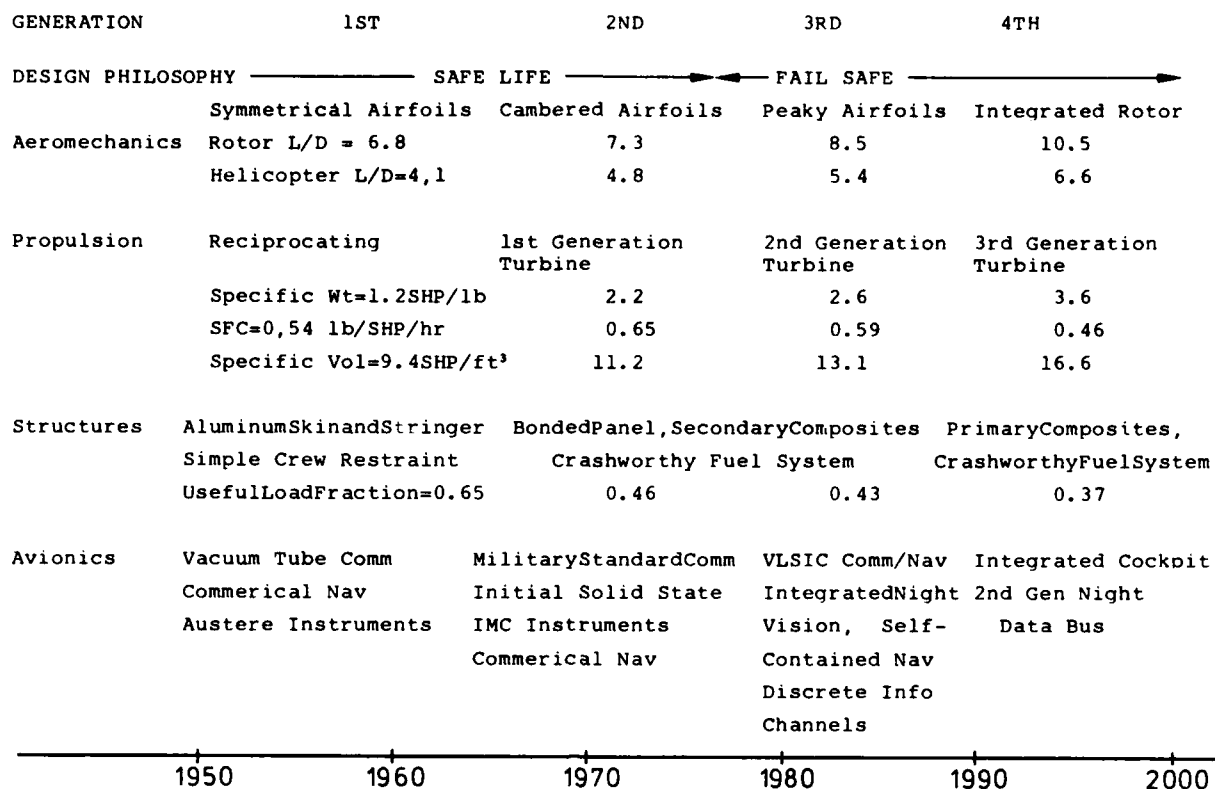 GENERATION 1ST 2ND 3RD 4TH
DESIGN PHILOSOPHY SAFE LIFE FAIL SAFE
Symmetrical Airfoils Cambered Airfoils Peaky Airfoils Integrated Rotor
Aeromechanics Rotor L/D = 6.8 7.3 8.5 10.5
Helicopter L/D=4,1 4.8 5.4 6.6
Propulsion Reciprocating 1st Generation 2nd Generation 3rd Generation
Turbine Turbine Turbine
Specific Wt=1.2SHP/lb 2.2 2.6 3.6
SFC=0,54 lb/SHP/hr 0.65 0.59 0.46
Specific Vol=9.4SHP/ft³ 11.2 13.1 16.6
Structures AluminumSkinandStringer BondedPanel,SecondaryComposites PrimaryComposites,
Simple Crew Restraint Crashworthy Fuel System CrashworthyFuelSystem
UsefulLoadFraction=0.65 0.46 0.43 0.37
Avionics Vacuum Tube Comm MilitaryStandardComm VLSIC Comm/Nav Integrated Cockpit
Commerical Nav Initial Solid State IntegratedNight 2nd Gen Night
Austere Instruments IMC Instruments Vision, Self- Data Bus
Commerical Nav Contained Nav
Discrete Info
Channels
1950 1960 1970 1980 1990 2000